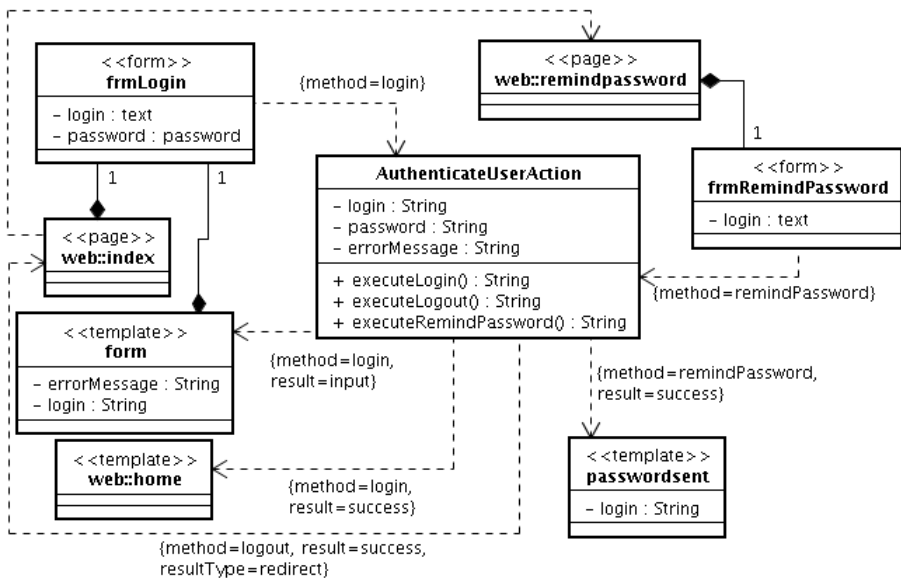 <<form>>
frmLogin
– login : text
– password : password
{method=login}
<<page>>
web::remindpassword
1
<<form>>
frmRemindPassword
– login : text
1
1
AuthenticateUserAction
– login : String
– password : String
– errorMessage : String
+ executeLogin() : String
+ executeLogout() : String
+ executeRemindPassword() : String
<<page>>
web::index
{method=remindPassword}
<<template>>
form
– errorMessage : String
– login : String
{method=login,
result=input}
{method=remindPassword,
result=success}
<<template>>
web::home
{method=login,
result=success}
<<template>>
passwordsent
– login : String
{method=logout, result=success,
resultType=redirect}